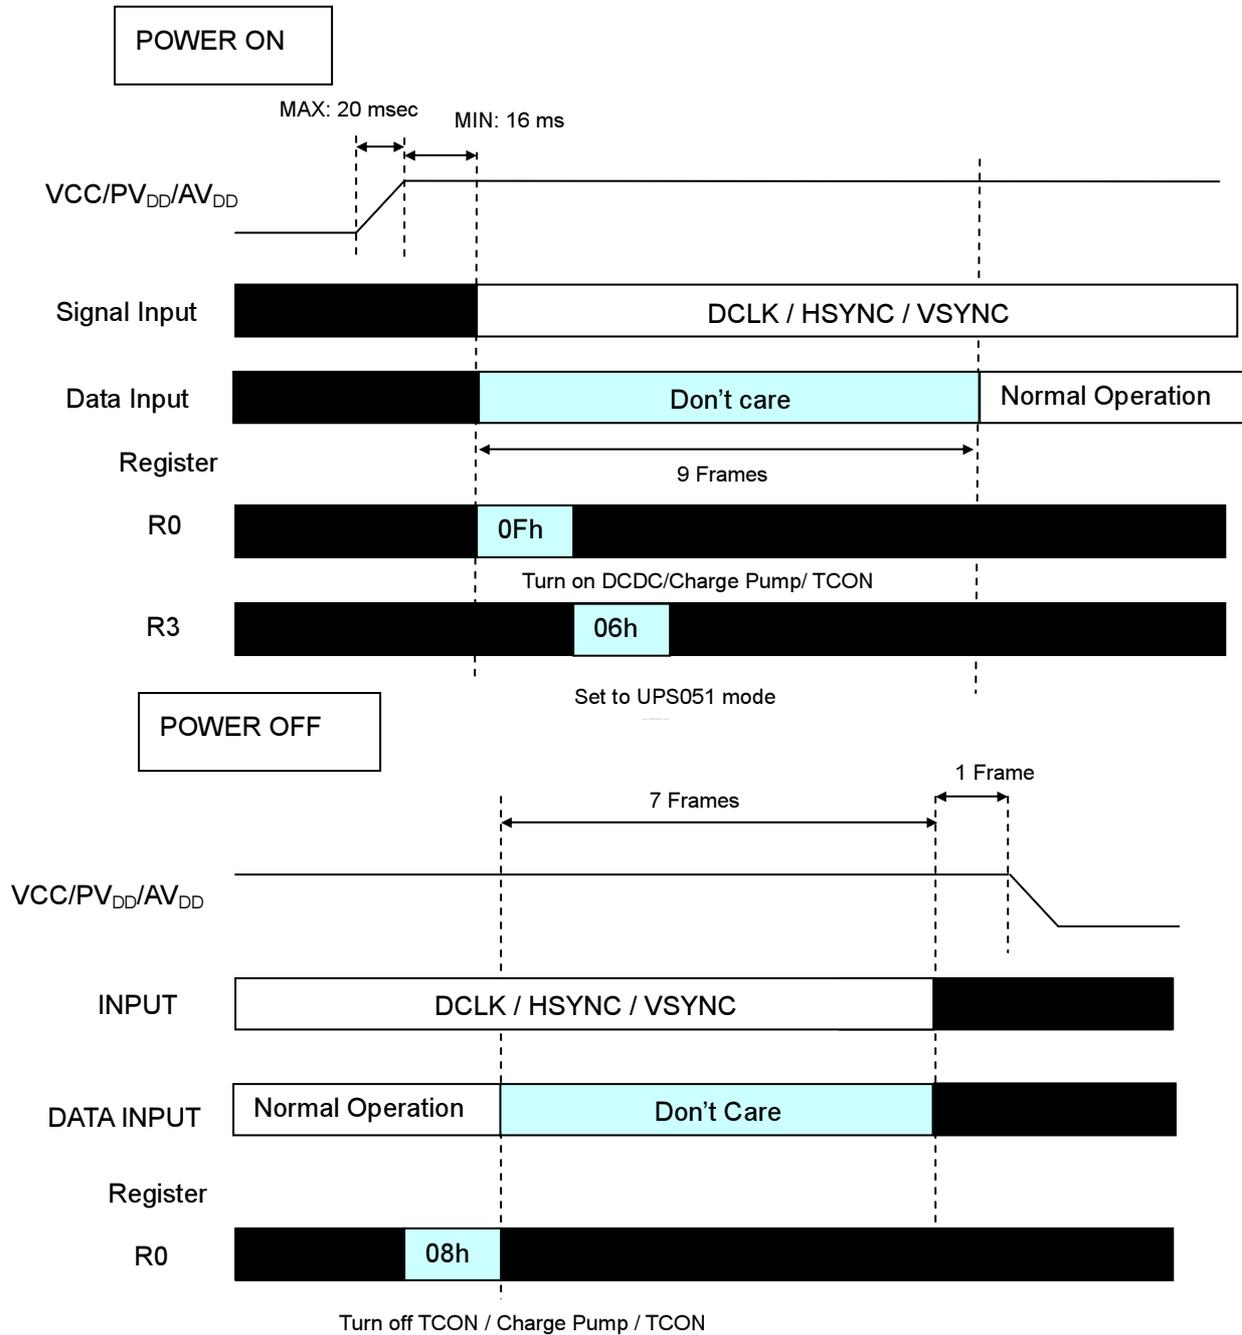 POWER ON
MAX: 20 msec
MIN: 16 ms
VCC/PVDD/AVDD
Signal Input
DCLK / HSYNC / VSYNC
Data Input
Don't care
Normal Operation
Register
9 Frames
R0
0Fh
Turn on DCDC/Charge Pump/ TCON
R3
06h
Set to UPS051 mode
POWER OFF
1 Frame
7 Frames
VCC/PVDD/AVDD
INPUT
DCLK / HSYNC / VSYNC
DATA INPUT
Normal Operation
Don't Care
Register
R0
08h
Turn off TCON / Charge Pump / TCON